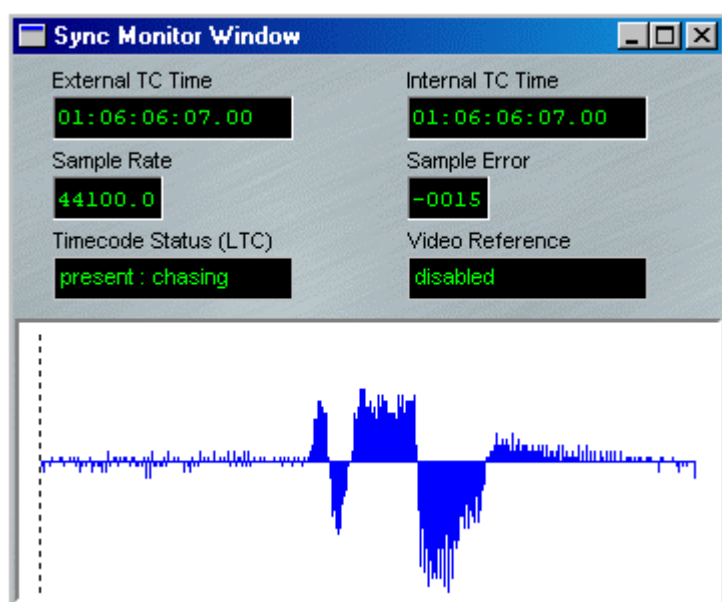 Sync Monitor Window
External TC Time Internal TC Time
01:06:06:07.00 01:06:06:07.00
Sample Rate Sample Error
44100.0 -0015
Timecode Status (LTC) Video Reference
present : chasing disabled